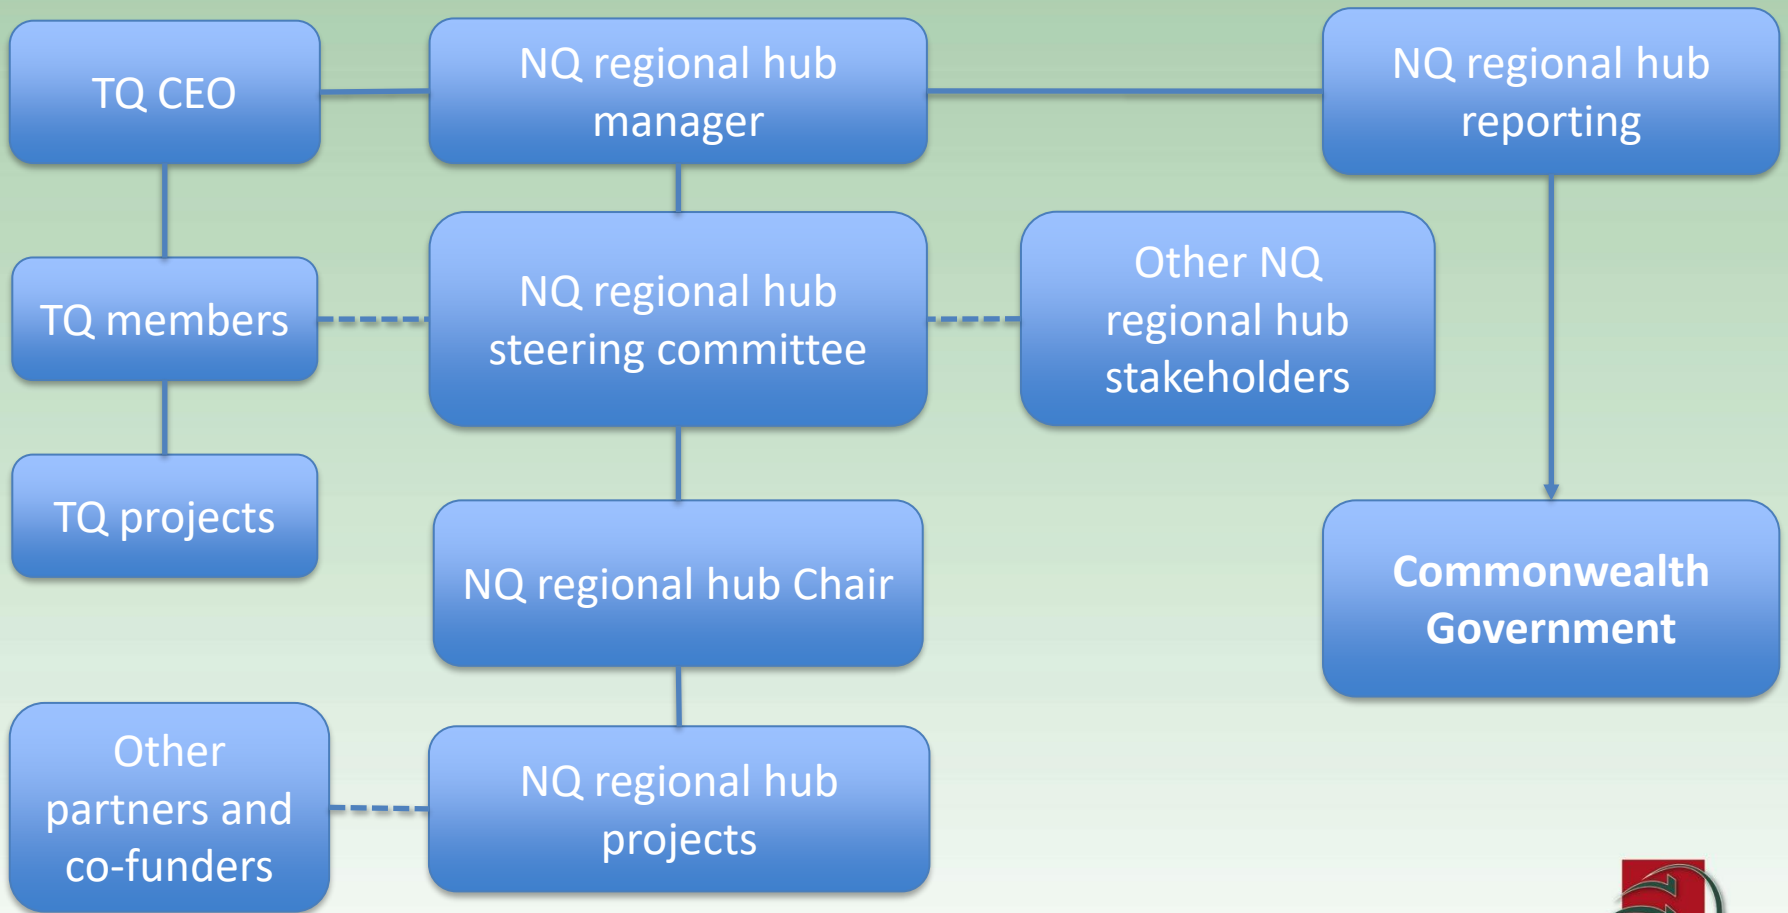 TQ CEO
NQ regional hub
manager
NQ regional hub
reporting
TQ members
NQ regional hub
steering committee
Other NQ
regional hub
stakeholders
TQ projects
NQ regional hub Chair
Commonwealth
Government
Other
partners and
co-funders
NQ regional hub
projects